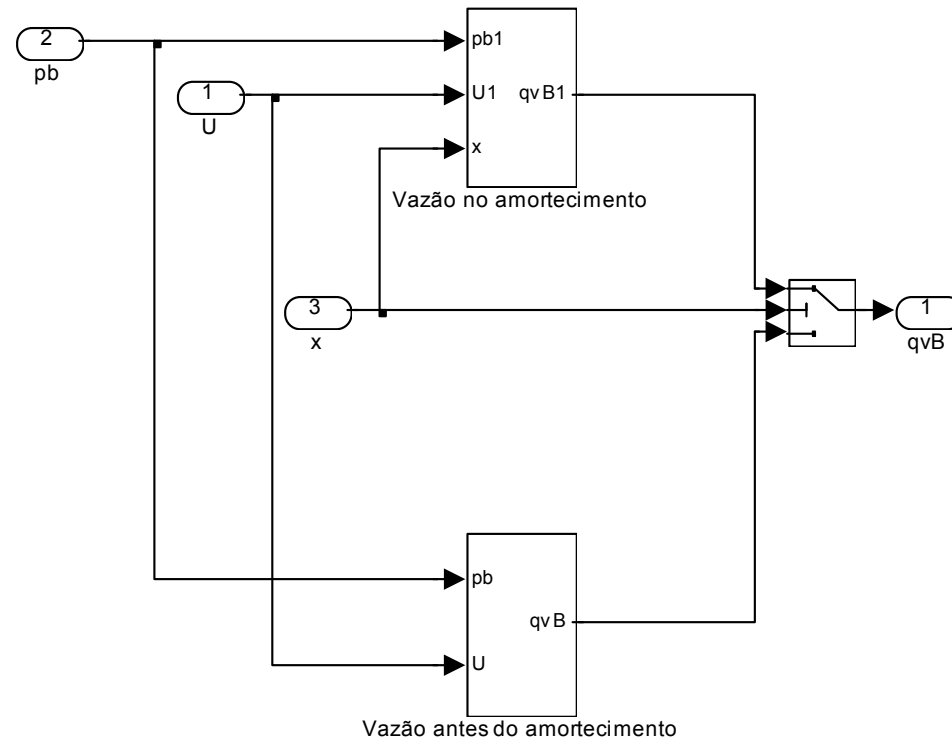 2
pb
1
U
pb1
U1
x
qvB1
Vazão no amortecimento
3
x
1
qvB
pb
U
qvB
Vazão antes do amortecimento